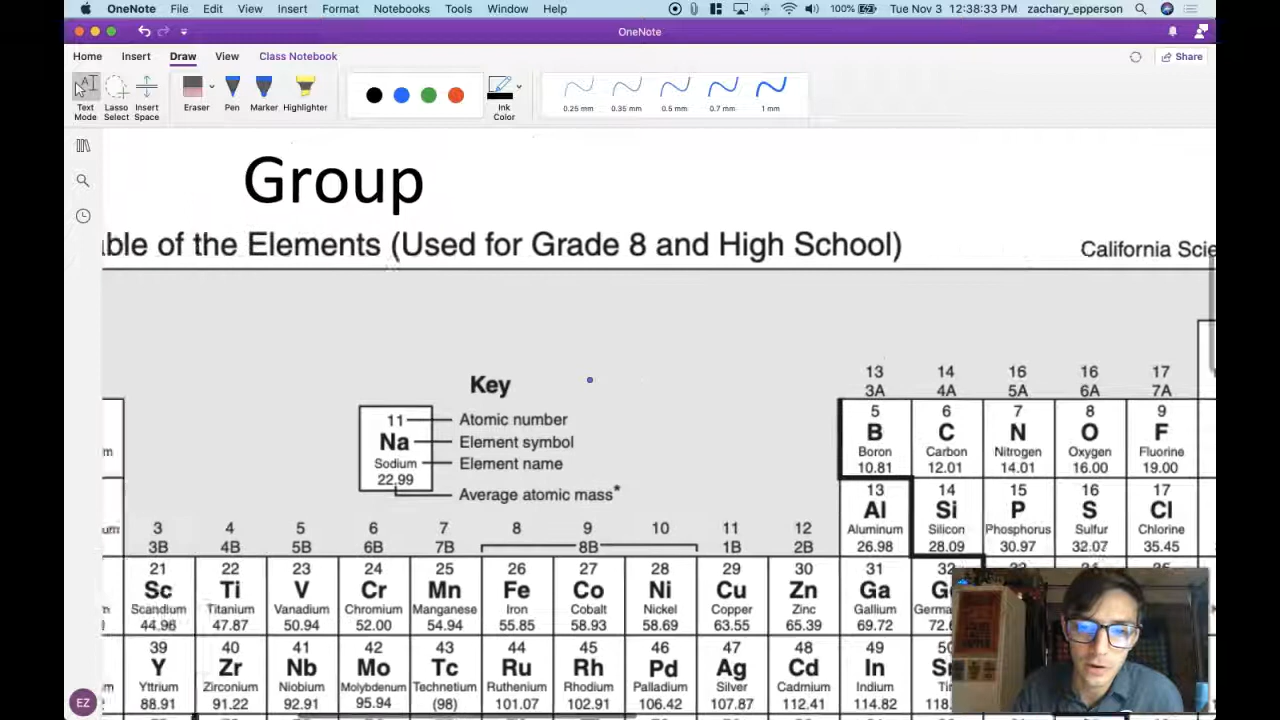 OneNote File Edit View Insert Format Notebooks Tools Window Help 100% Tue Nov 3 12:38:33 PM zachary_epperson
OneNote
Home Insert Draw View Class Notebook Share
Text Mode Lasso Select Insert Space Eraser Pen Marker Highlighter Ink Color 0.25 mm 0.35 mm 0.5 mm 0.7 mm 1 mm
Group
able of the Elements (Used for Grade 8 and High School)
California Scie
Key
11 Atomic number
Na Element symbol
Sodium Element name
22.99 Average atomic mass*
13 14 16 16 17
3A 4A 5A 6A 7A
5 6 7 8 9
B C N O F
Boron Carbon Nitrogen Oxygen Fluorine
10.81 12.01 14.01 16.00 19.00
13 14 15 16 17
Al Si P S Cl
Aluminum Silicon Phosphorus Sulfur Chlorine
26.98 28.09 30.97 32.07 35.45
3 4 5 6 7 8 9 10 11 12
3B 4B 5B 6B 7B 8B 1B 2B
21 22 23 24 25 26 27 28 29 30 31
Sc Ti V Cr Mn Fe Co Ni Cu Zn Ga
Scandium Titanium Vanadium Chromium Manganese Iron Cobalt Nickel Copper Zinc Gallium
44.96 47.87 50.94 52.00 54.94 55.85 58.93 58.69 63.55 65.39 69.72
39 40 41 42 43 44 45 46 47 48 49
Y Zr Nb Mo Tc Ru Rh Pd Ag Cd In
Yttrium Zirconium Niobium Molybdenum Technetium Ruthenium Rhodium Palladium Silver Cadmium Indium
88.91 91.22 92.91 95.94 (98) 101.07 102.91 106.42 107.87 112.41 114.82
EZ